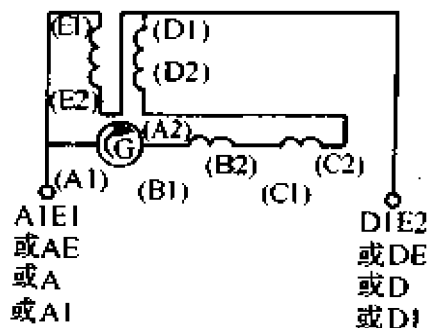 (E1) (D1)
(D2)
(E2)
(A2)
G
(B2) (C2)
(A1) (B1) (C1)
A1E1 D1E2
或AE 或DE
或A 或D
或A1 或D1